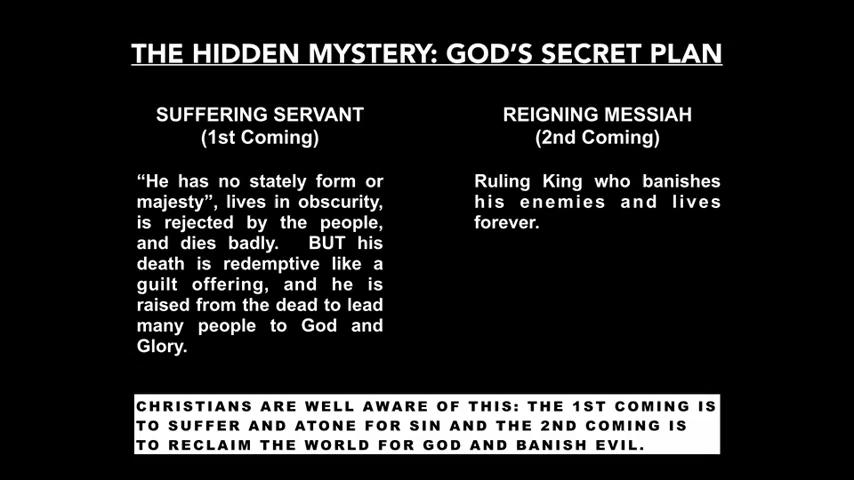 THE HIDDEN MYSTERY: GOD'S SECRET PLAN
SUFFERING SERVANT
(1st Coming)
“He has no stately form or
majesty”, lives in obscurity,
is rejected by the people,
and dies badly. BUT his
death is redemptive like a
guilt offering, and he is
raised from the dead to lead
many people to God and
Glory.
REIGNING MESSIAH
(2nd Coming)
Ruling King who banishes
his enemies and lives
forever.
CHRISTIANS ARE WELL AWARE OF THIS: THE 1ST COMING IS
TO SUFFER AND ATONE FOR SIN AND THE 2ND COMING IS
TO RECLAIM THE WORLD FOR GOD AND BANISH EVIL.